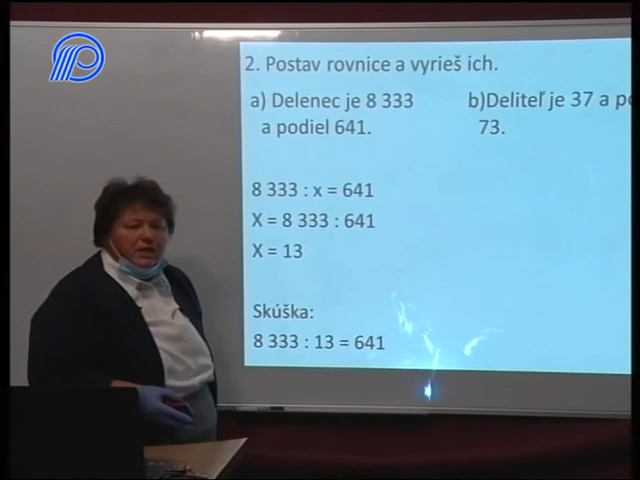 2. Postav rovnice a vyrieš ich.
a) Delenec je 8 333
a podiel 641.
b)Deliteľ je 37 a
73.
8 333 : x = 641
X = 8 333 : 641
X = 13
Skúška:
8 333 : 13 = 641